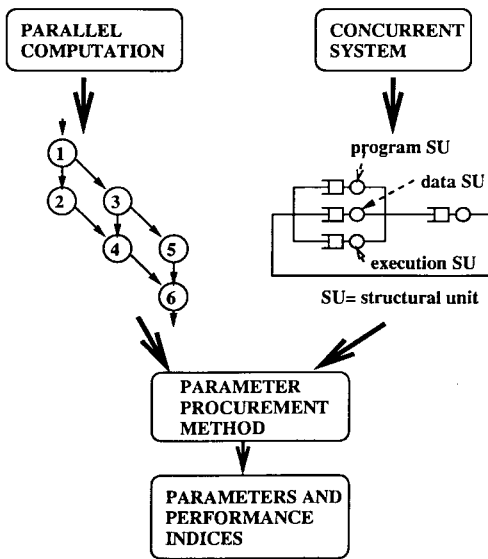 PARALLEL
COMPUTATION
CONCURRENT
SYSTEM
1
2
3
4
5
6
program SU
data SU
execution SU
SU= structural unit
PARAMETER
PROCUREMENT
METHOD
PARAMETERS AND
PERFORMANCE
INDICES